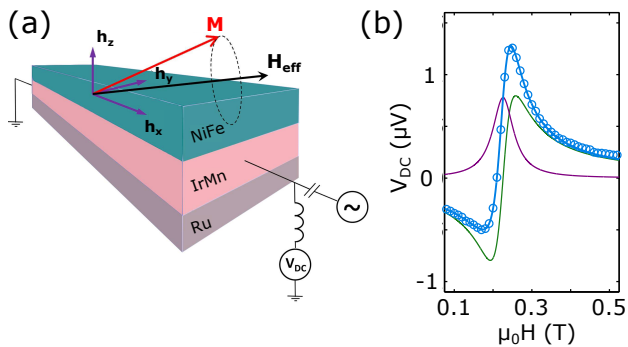 (a)
M
h_z
H_eff
h_y
h_x
NiFe
IrMn
Ru
~
V_DC
(b)
V_DC (μV)
1
0
-1
0.1 0.3 0.5
μ₀H (T)